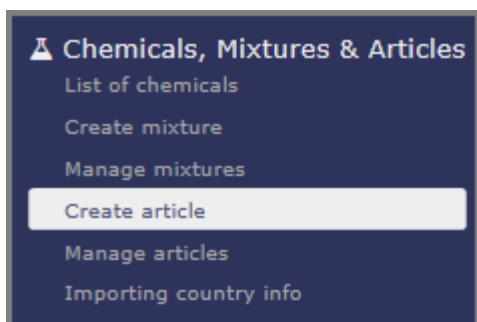 Chemicals, Mixtures & Articles
List of chemicals
Create mixture
Manage mixtures
Create article
Manage articles
Importing country info